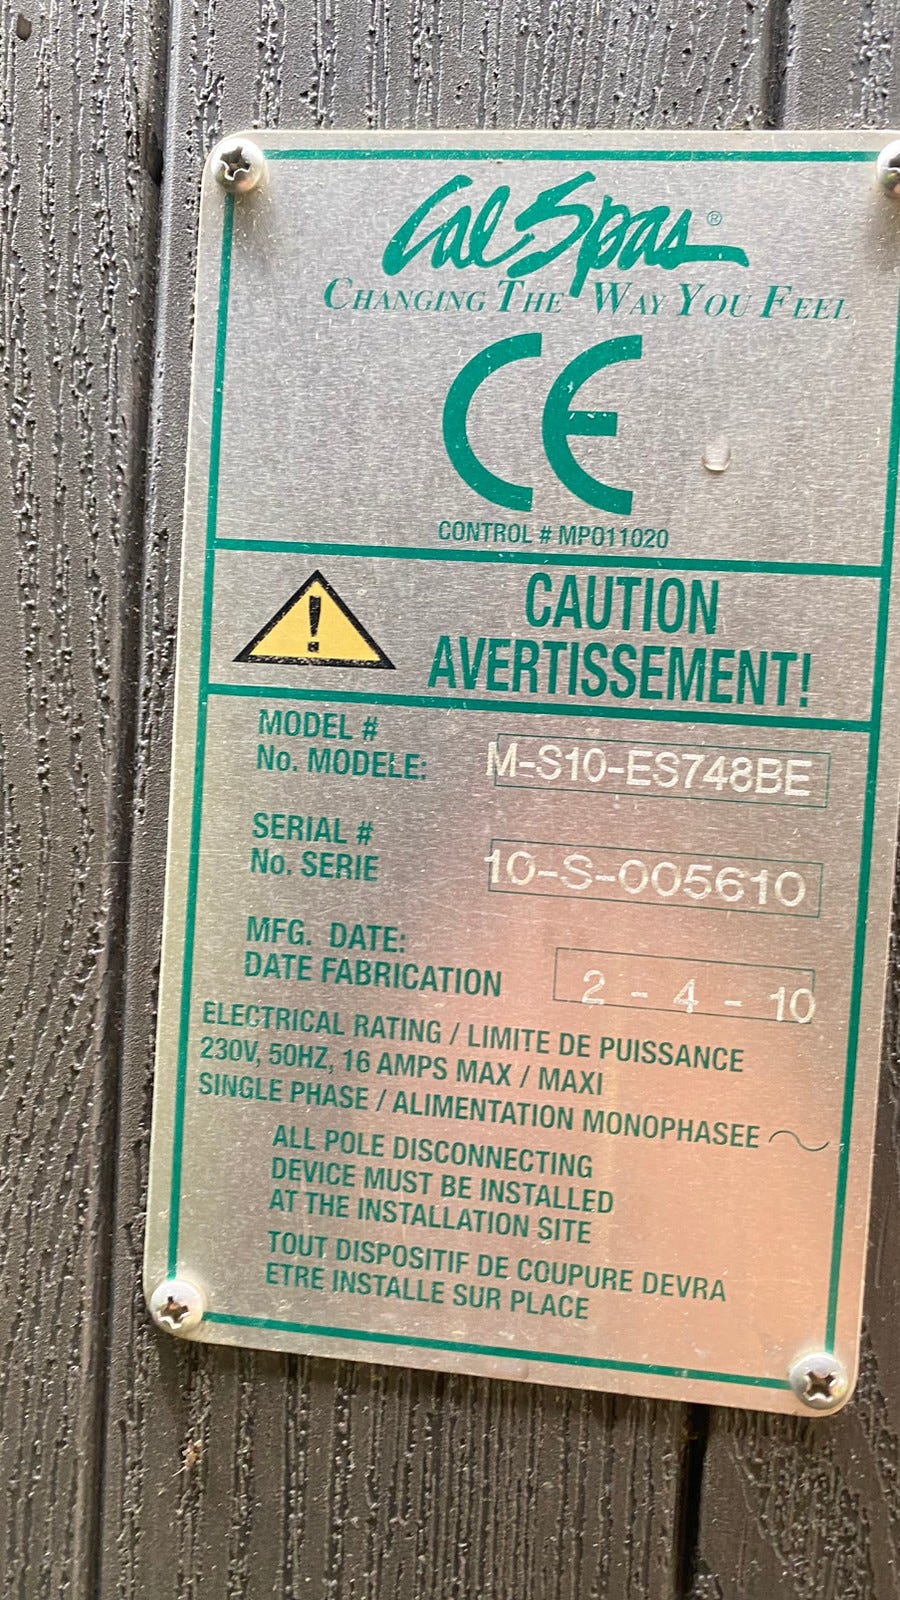 Cal Spas®
CHANGING THE WAY YOU FEEL
CE
CONTROL # MP011020
CAUTION
AVERTISSEMENT!
MODEL #
No. MODELE: M-S10-ES748BE
SERIAL #
No. SERIE 10-S-005610
MFG. DATE:
DATE FABRICATION 2 - 4 - 10
ELECTRICAL RATING / LIMITE DE PUISSANCE
230V, 50HZ, 16 AMPS MAX / MAXI
SINGLE PHASE / ALIMENTATION MONOPHASEE ~
ALL POLE DISCONNECTING
DEVICE MUST BE INSTALLED
AT THE INSTALLATION SITE
TOUT DISPOSITIF DE COUPURE DEVRA
ETRE INSTALLE SUR PLACE